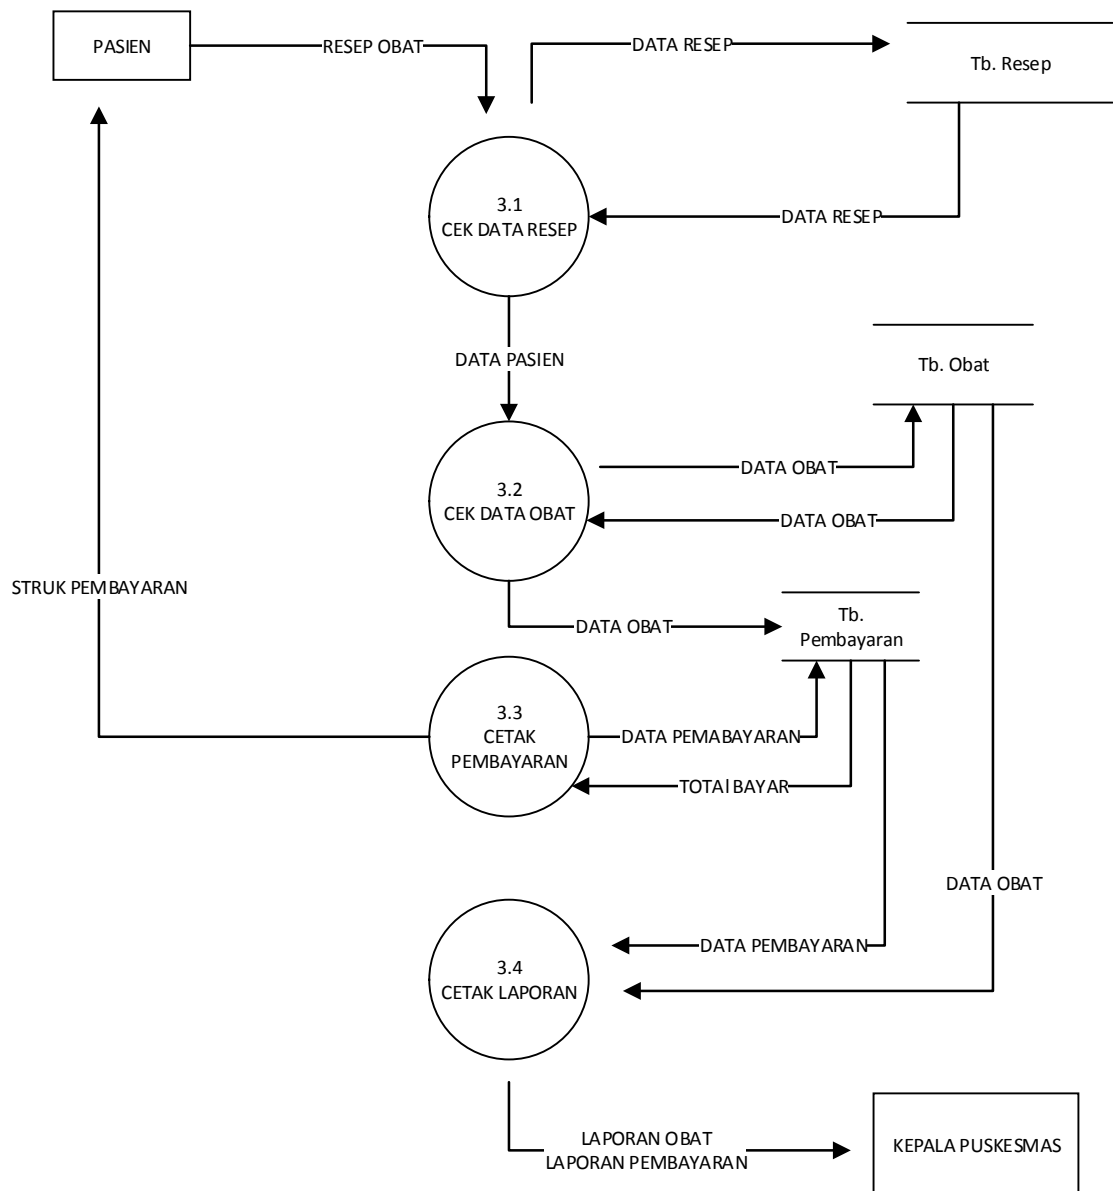 PASIEN
RESEP OBAT
DATA RESEP
Tb. Resep
3.1
CEK DATA RESEP
DATA RESEP
DATA PASIEN
Tb. Obat
3.2
CEK DATA OBAT
DATA OBAT
DATA OBAT
STRUK PEMBAYARAN
DATA OBAT
Tb.
Pembayaran
3.3
CETAK
PEMBAYARAN
DATA PEMABAYARAN
TOTAl BAYAR
DATA OBAT
DATA PEMBAYARAN
3.4
CETAK LAPORAN
LAPORAN OBAT
LAPORAN PEMBAYARAN
KEPALA PUSKESMAS